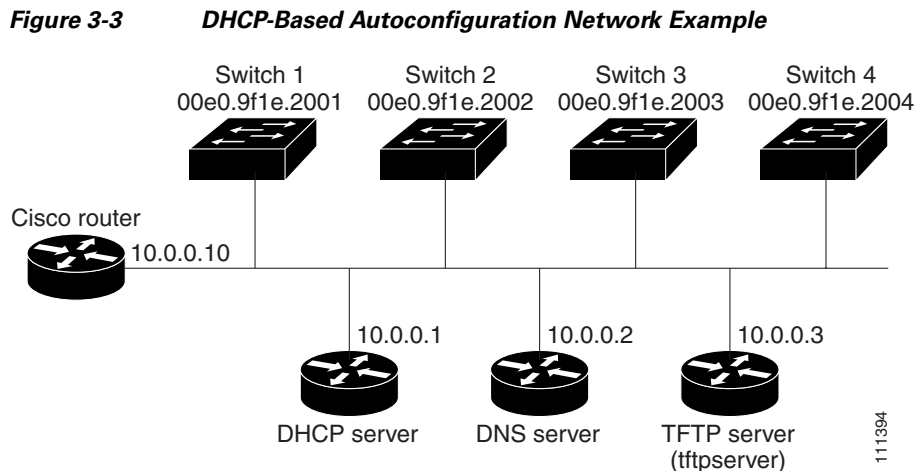 Figure 3-3 DHCP-Based Autoconfiguration Network Example
Switch 1
00e0.9f1e.2001
Switch 2
00e0.9f1e.2002
Switch 3
00e0.9f1e.2003
Switch 4
00e0.9f1e.2004
Cisco router
10.0.0.10
10.0.0.1
10.0.0.2
10.0.0.3
DHCP server
DNS server
TFTP server
(tftpserver)
111394